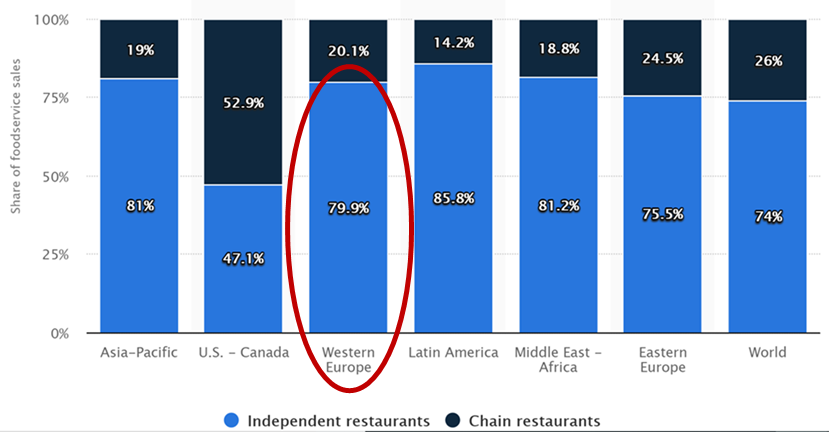 100%
75%
50%
25%
0%
Share of foodservice sales
19%
52.9%
20.1%
14.2%
18.8%
24.5%
26%
81%
47.1%
79.9%
85.8%
81.2%
75.5%
74%
Asia-Pacific
U.S. - Canada
Western
Europe
Latin America
Middle East -
Africa
Eastern
Europe
World
Independent restaurants
Chain restaurants